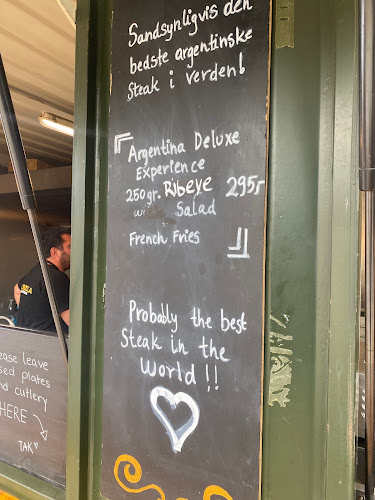 Sandsynligvis den
bedste argentinske
Steak i verden!
Argentina Deluxe
Experience
250gr. Ribeye 295,-
Salad
French Fries
Probably the best
Steak in the
World!!
ease leave
sed plates
nd cutlery
HERE
TAK